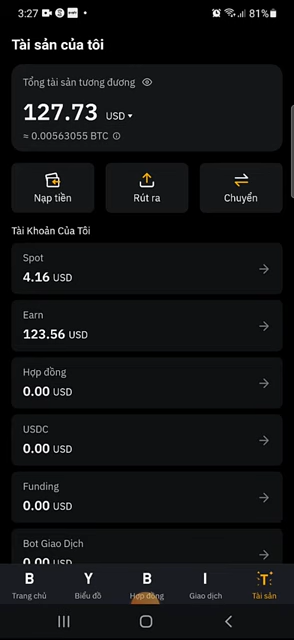 3:27
81%
Tài sản của tôi
Tổng tài sản tương đương
127.73 USD
≈ 0.00563055 BTC
Nạp tiền
Rút ra
Chuyển
Tài Khoản Của Tôi
Spot
4.16 USD
Earn
123.56 USD
Hợp đồng
0.00 USD
USDC
0.00 USD
Funding
0.00 USD
Bot Giao Dịch
0.00 USD
B Y B I T
Trang chủ
Biểu đồ
Hợp đồng
Giao dịch
Tài sản